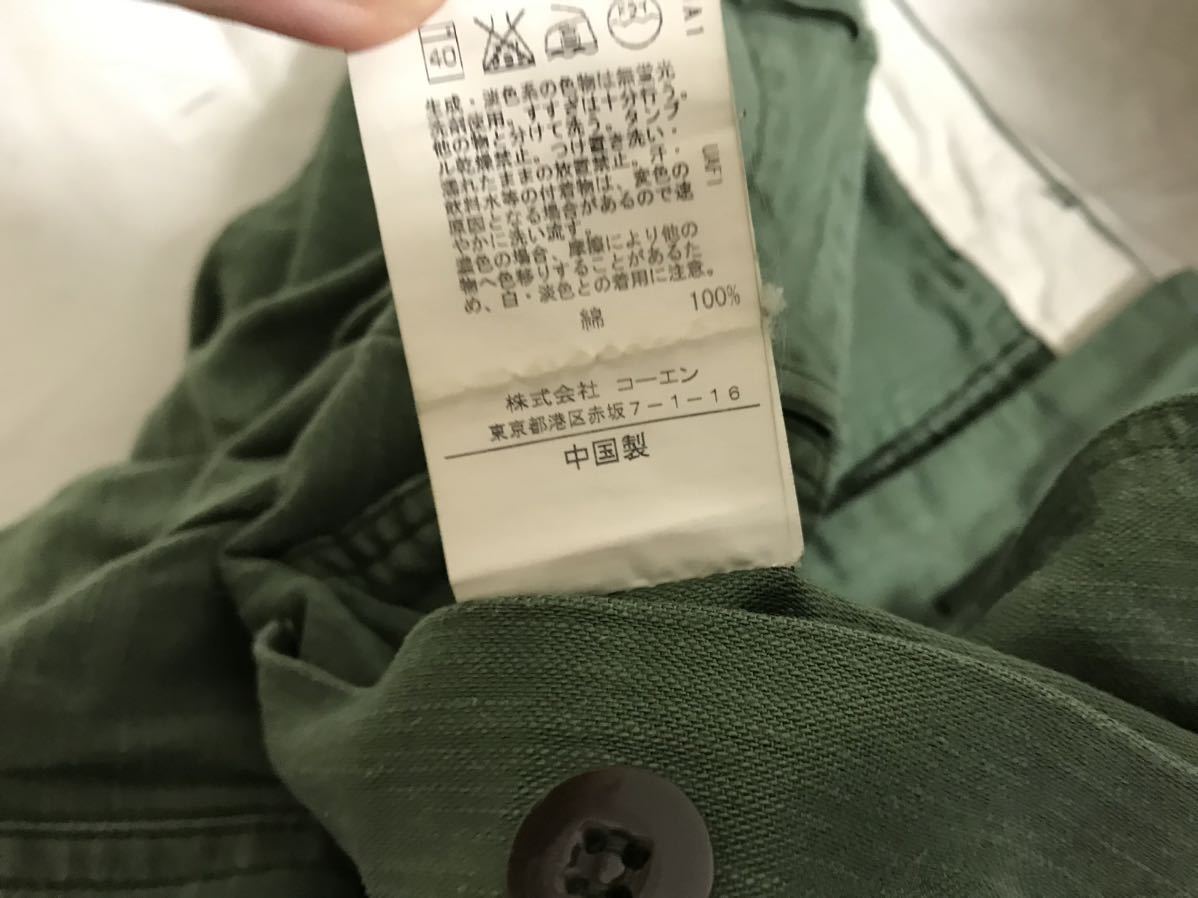 40
生成・淡色系の色物は無蛍光
洗剤使用。すすぎは十分行う。
他の物と分けて洗う。タンブ
ル乾燥禁止。つけ置き洗い・
濡れたままの放置禁止。汗・
飲料水等の付着物は、変色の
原因となる場合があるので速
やかに洗い流す。
濃色の場合、摩擦により他の
物へ色移りすることがあるた
め、白・淡色との着用に注意。
綿 100%
株式会社 コーエン
東京都港区赤坂7-1-16
中国製